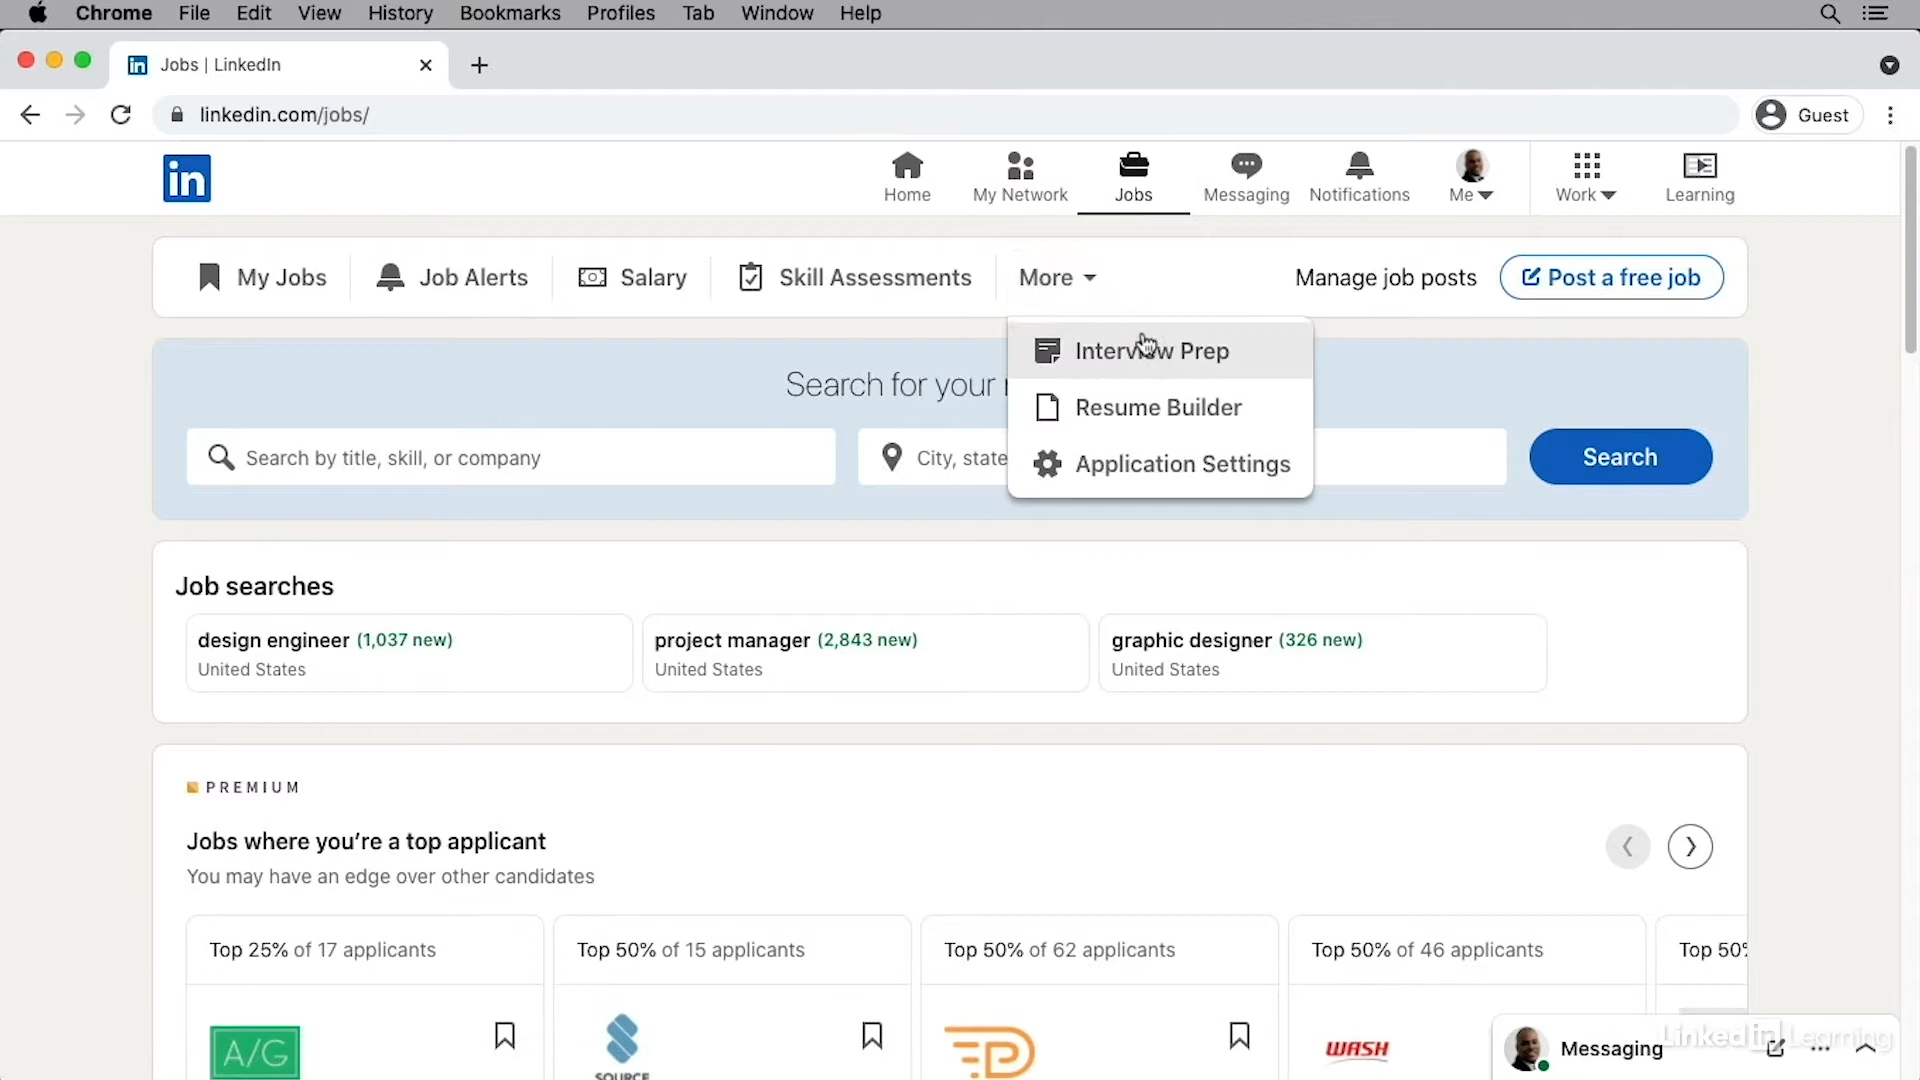 Chrome File Edit View History Bookmarks Profiles Tab Window Help
Jobs | LinkedIn
linkedin.com/jobs/
Guest
in
Home My Network Jobs Messaging Notifications Me Work Learning
My Jobs Job Alerts Salary Skill Assessments More Manage job posts Post a free job
Interview Prep
Search for your
Resume Builder
Search by title, skill, or company City, state Search
Application Settings
Job searches
design engineer (1,037 new) project manager (2,843 new) graphic designer (326 new)
United States United States United States
PREMIUM
Jobs where you're a top applicant
You may have an edge over other candidates
Top 25% of 17 applicants Top 50% of 15 applicants Top 50% of 62 applicants Top 50% of 46 applicants Top 50%
A/G WASH Messaging LinkedIn Learning
SOURCE